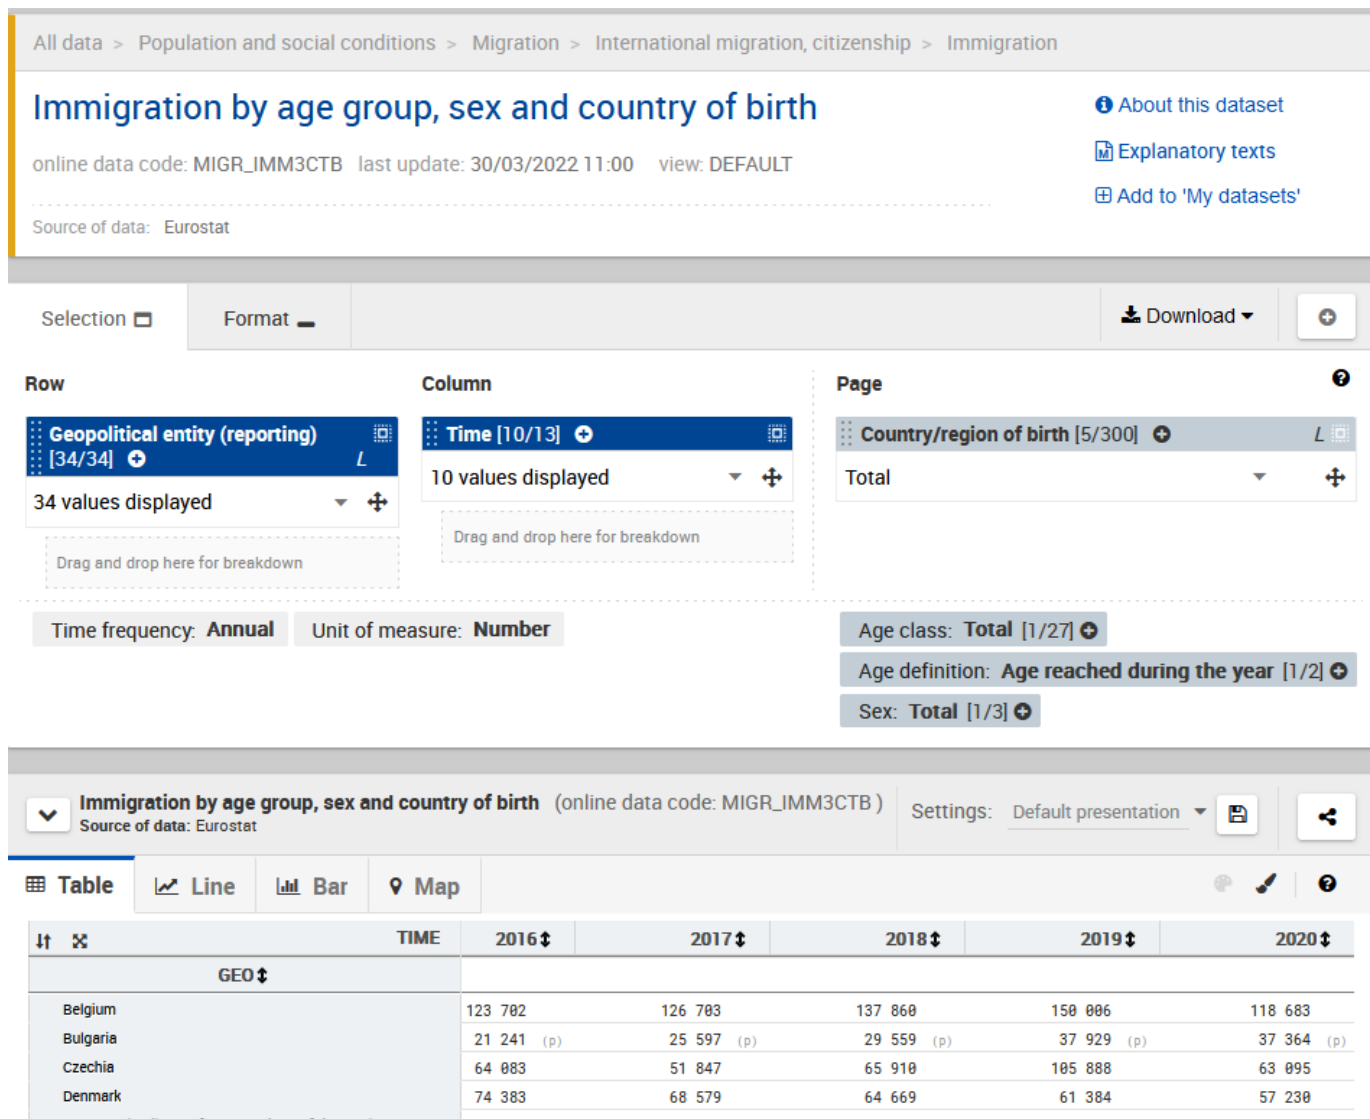 All data > Population and social conditions > Migration > International migration, citizenship > Immigration
Immigration by age group, sex and country of birth
About this dataset
online data code: MIGR_IMM3CTB last update: 30/03/2022 11:00 view: DEFAULT
Explanatory texts
Add to 'My datasets'
Source of data: Eurostat
Selection
Format
Download
Row
Column
Page
Geopolitical entity (reporting)
[34/34]
L
34 values displayed
Drag and drop here for breakdown
Time [10/13]
10 values displayed
Drag and drop here for breakdown
Country/region of birth [5/300]
L
Total
Time frequency: Annual
Unit of measure: Number
Age class: Total [1/27]
Age definition: Age reached during the year [1/2]
Sex: Total [1/3]
Immigration by age group, sex and country of birth (online data code: MIGR_IMM3CTB )
Source of data: Eurostat
Settings: Default presentation
Table
Line
Bar
Map
TIME 2016 2017 2018 2019 2020
GEO
Belgium 123 702 126 703 137 860 150 006 118 683
Bulgaria 21 241 (p) 25 597 (p) 29 559 (p) 37 929 (p) 37 364 (p)
Czechia 64 083 51 847 65 910 105 888 63 095
Denmark 74 383 68 579 64 669 61 384 57 230